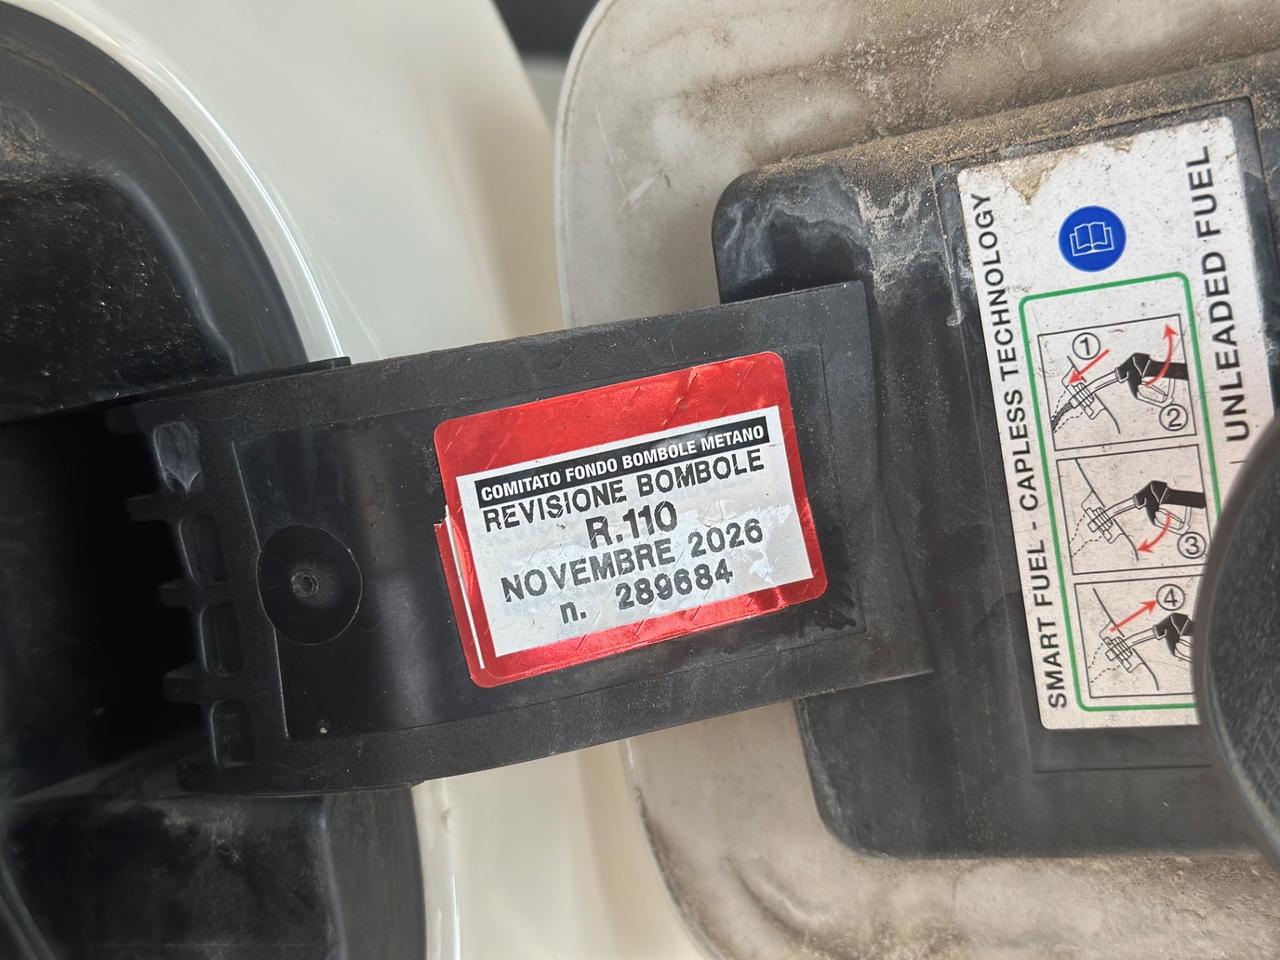 COMITATO FONDO BOMBOLE METANO
REVISIONE BOMBOLE
R.110
NOVEMBRE 2026
n. 289684
SMART FUEL - CAPLESS TECHNOLOGY
1
2
3
4
UNLEADED FUEL